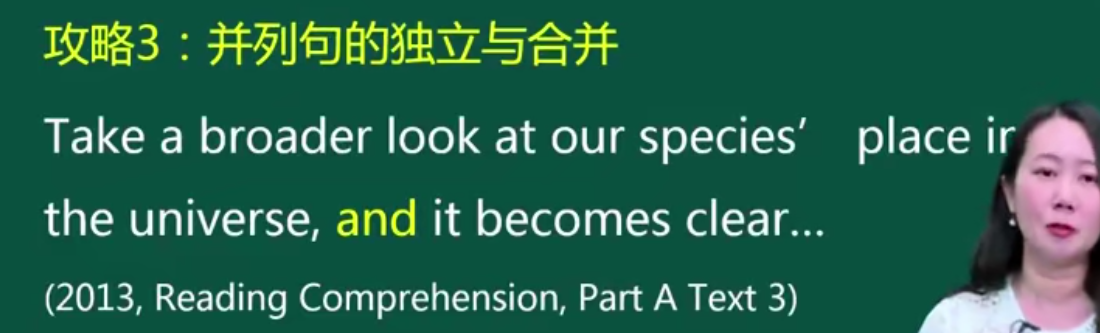 攻略3：并列句的独立与合并
Take a broader look at our species’ place
the universe, and it becomes clear...
(2013, Reading Comprehension, Part A Text 3)